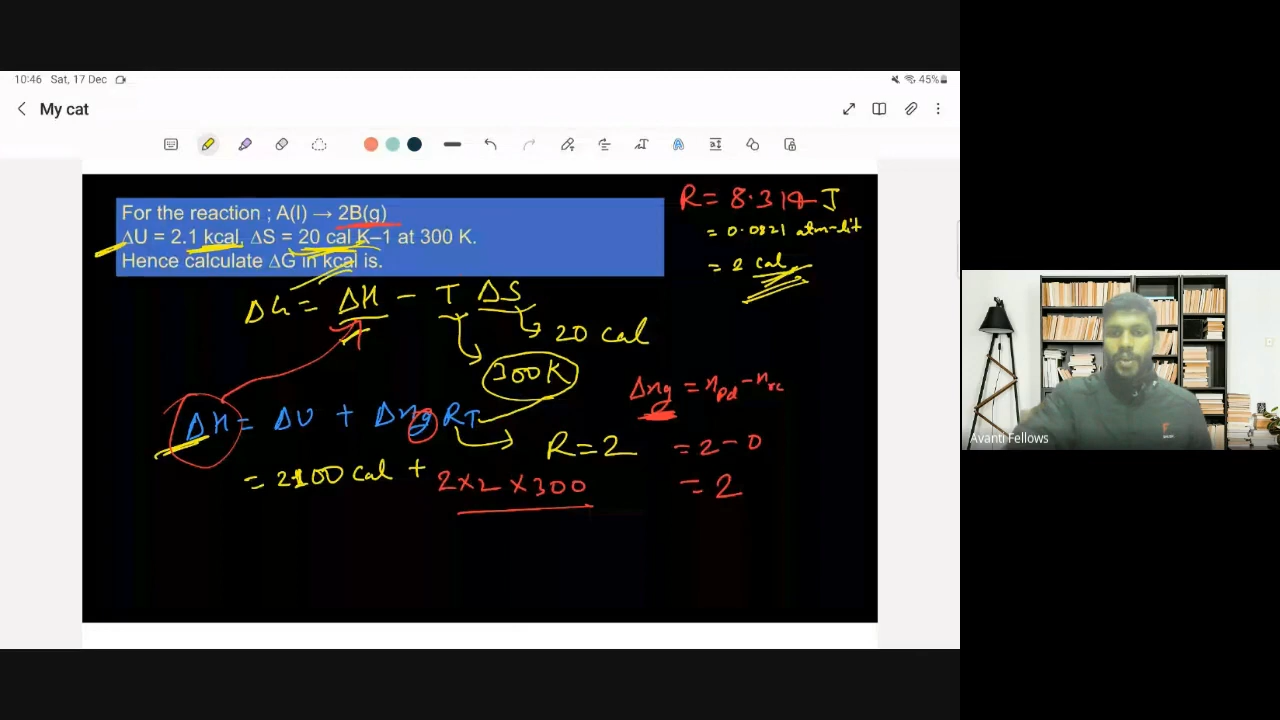 10:46 Sat, 17 Dec
45%
My cat
For the reaction ; A(l) → 2B(g)
ΔU = 2.1 kcal, ΔS = 20 cal K–1 at 300 K.
Hence calculate ΔG in kcal is.
R = 8.314 J
= 0.0821 atm-lit
= 2 cal
ΔG = ΔH - T ΔS
20 cal
300K
Δng = npd - nrc
ΔH = ΔU + Δng RT
R = 2
= 2 - 0
= 2100 cal + 2×2×300
= 2
Avanti Fellows